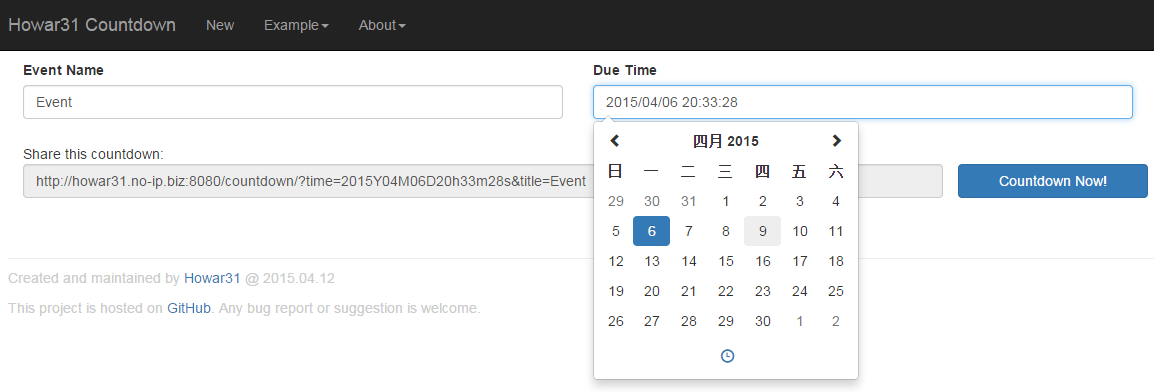 Howar31 Countdown New Example About
Event Name Due Time
Event 2015/04/06 20:33:28
四月 2015
日 一 二 三 四 五 六
29 30 31 1 2 3 4
5 6 7 8 9 10 11
12 13 14 15 16 17 18
19 20 21 22 23 24 25
26 27 28 29 30 1 2
Share this countdown:
http://howar31.no-ip.biz:8080/countdown/?time=2015Y04M06D20h33m28s&title=Event Countdown Now!
Created and maintained by Howar31 @ 2015.04.12
This project is hosted on GitHub. Any bug report or suggestion is welcome.